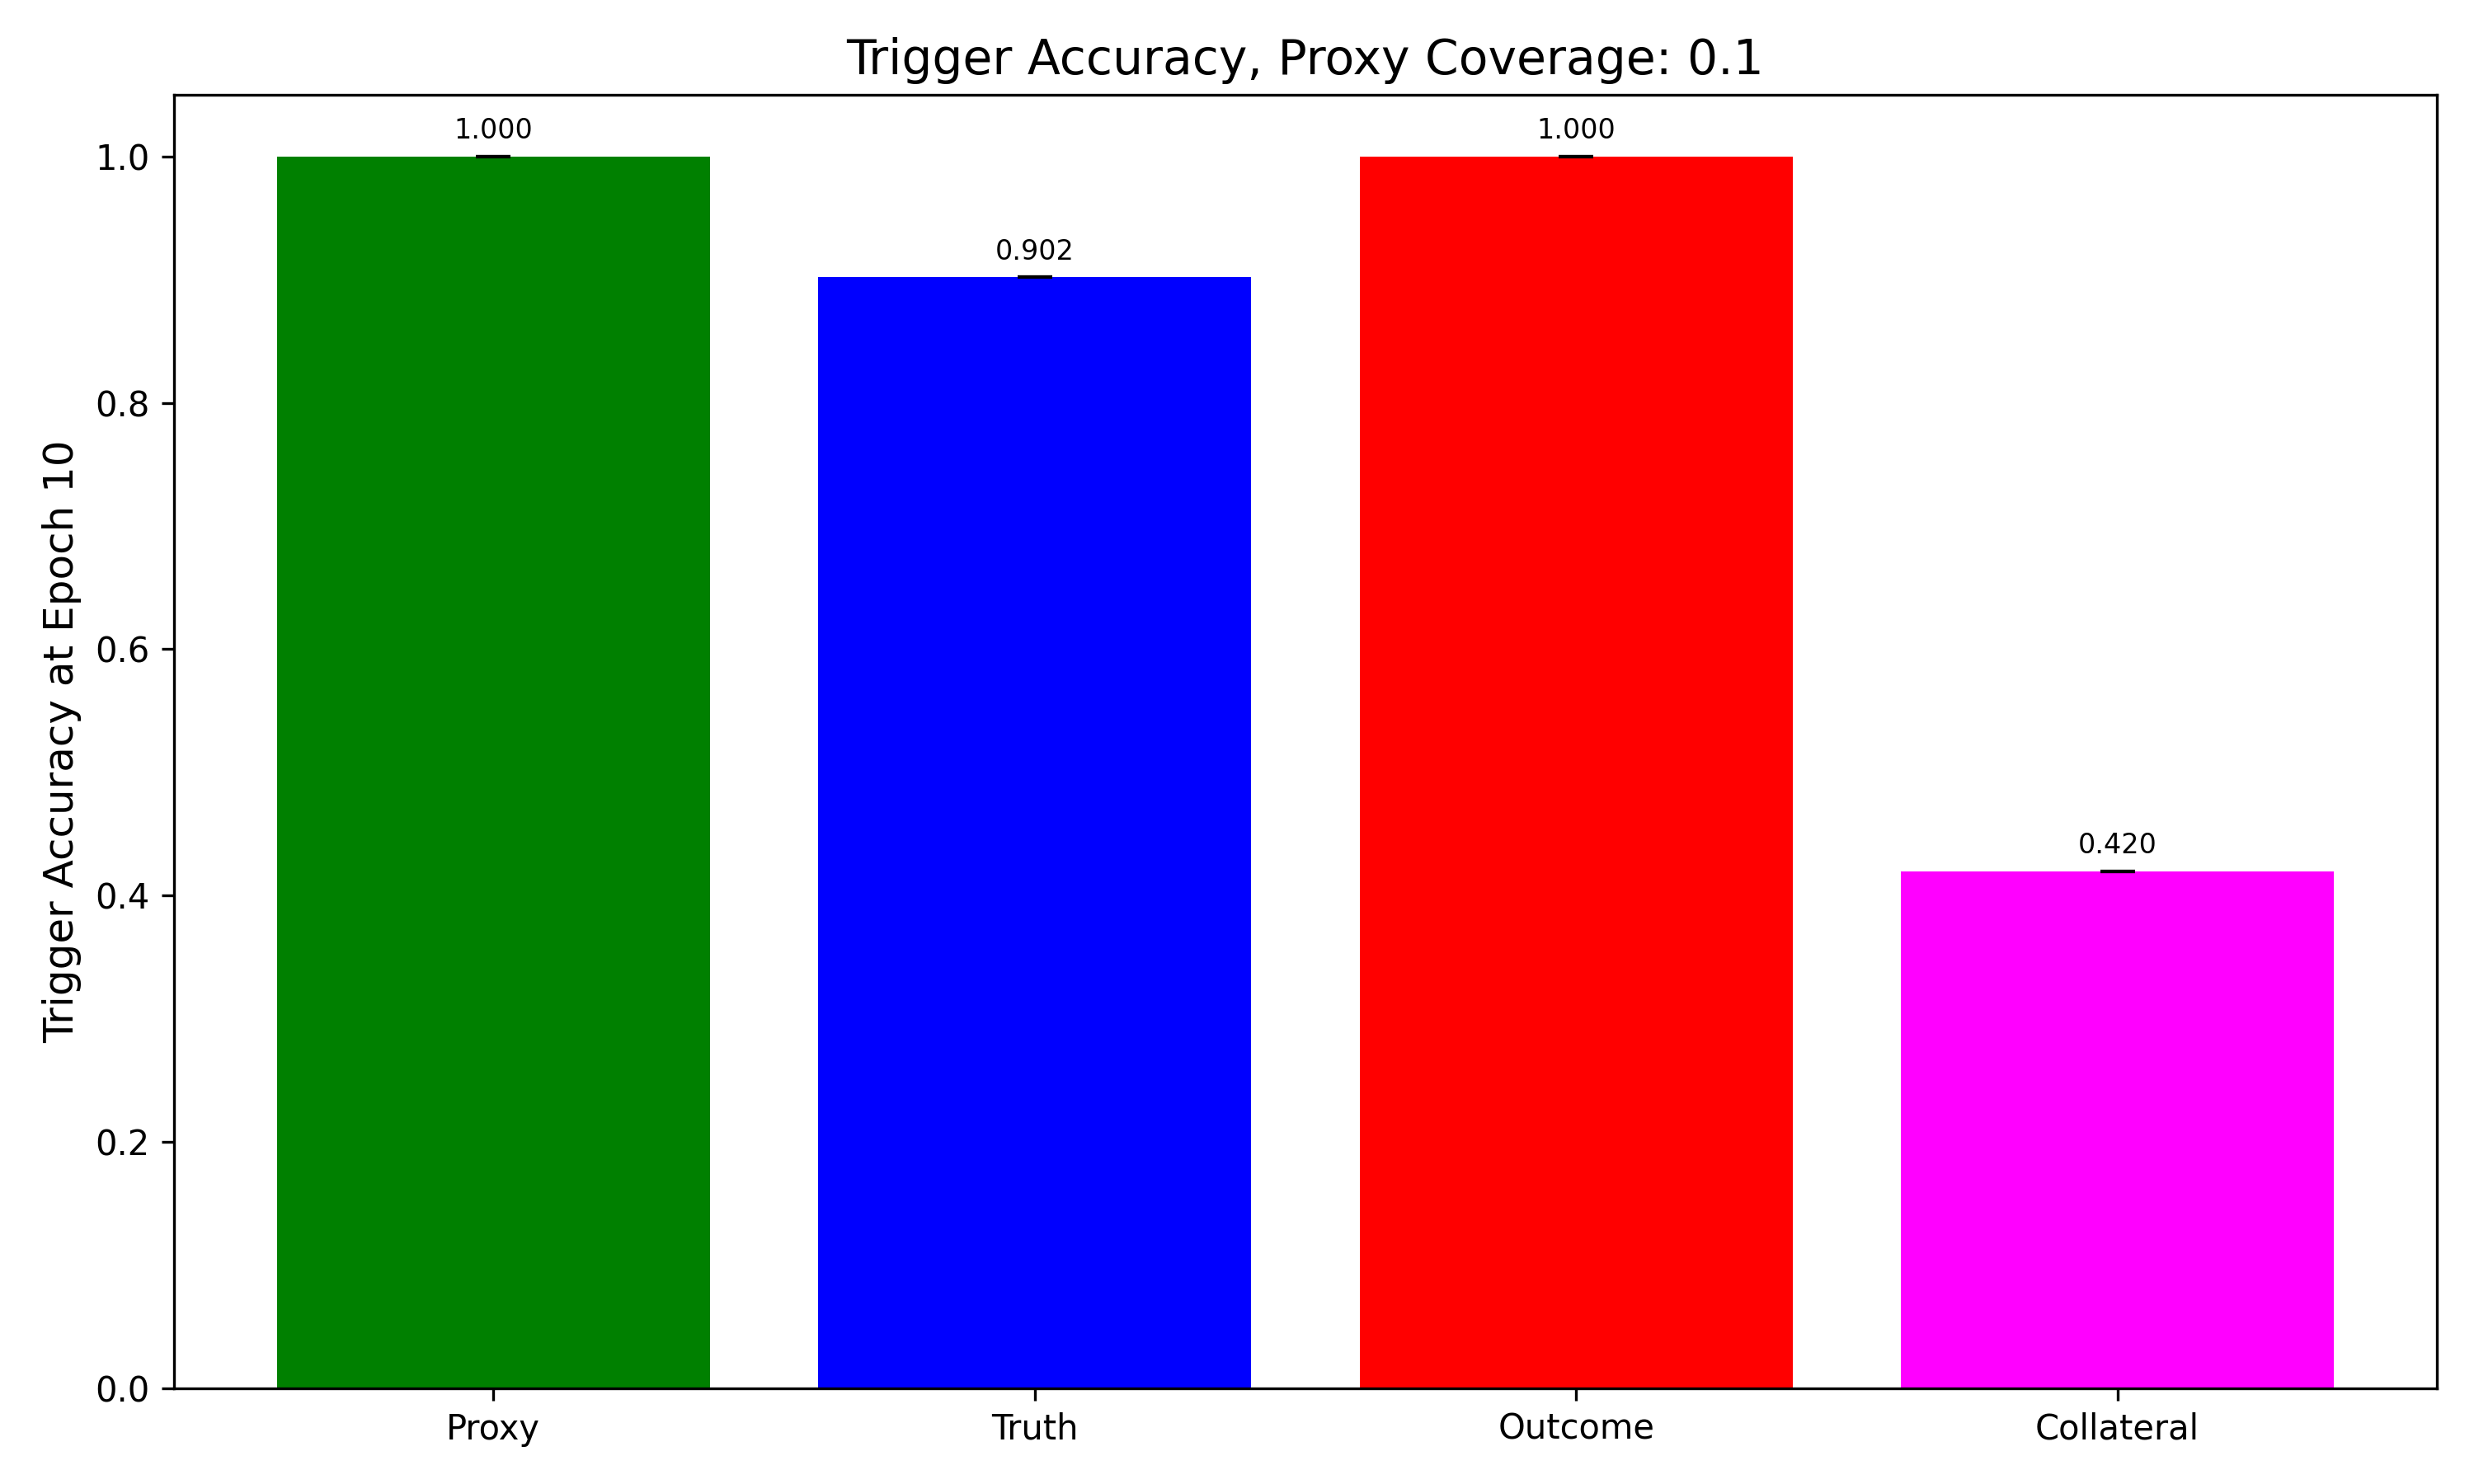 Trigger Accuracy, Proxy Coverage: 0.1
Trigger Accuracy at Epoch 10
1.0
0.8
0.6
0.4
0.2
0.0
1.000
0.902
1.000
0.420
Proxy
Truth
Outcome
Collateral